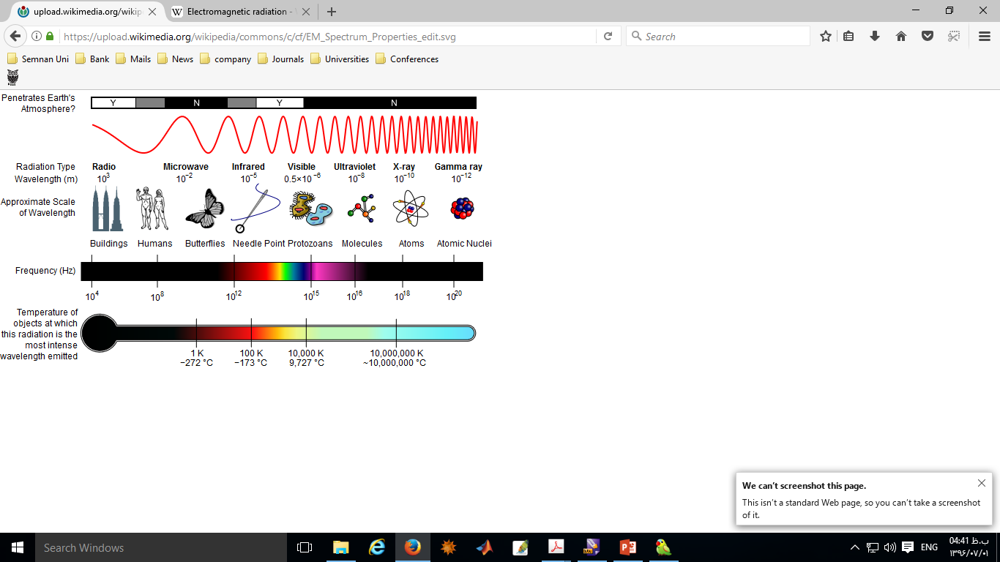 upload.wikimedia.org/wikip
W Electromagnetic radiation -
https://upload.wikimedia.org/wikipedia/commons/c/cf/EM_Spectrum_Properties_edit.svg
Search
Semnan Uni Bank Mails News company Journals Universities Conferences
Penetrates Earth's
Atmosphere?
Y N Y N
Radiation Type Radio Microwave Infrared Visible Ultraviolet X-ray Gamma ray
Wavelength (m) 10³ 10⁻² 10⁻⁵ 0.5×10⁻⁶ 10⁻⁸ 10⁻¹⁰ 10⁻¹²
Approximate Scale
of Wavelength
Buildings Humans Butterflies Needle Point Protozoans Molecules Atoms Atomic Nuclei
Frequency (Hz)
10⁴ 10⁸ 10¹² 10¹⁵ 10¹⁶ 10¹⁸ 10²⁰
Temperature of
objects at which
this radiation is the
most intense
wavelength emitted
1 K 100 K 10,000 K 10,000,000 K
−272 °C −173 °C 9,727 °C ~10,000,000 °C
We can't screenshot this page.
This isn't a standard Web page, so you can't take a screenshot
of it.
Search Windows
ENG
04:41 ب.ظ
۱۳۹۶/۰۷/۰۱